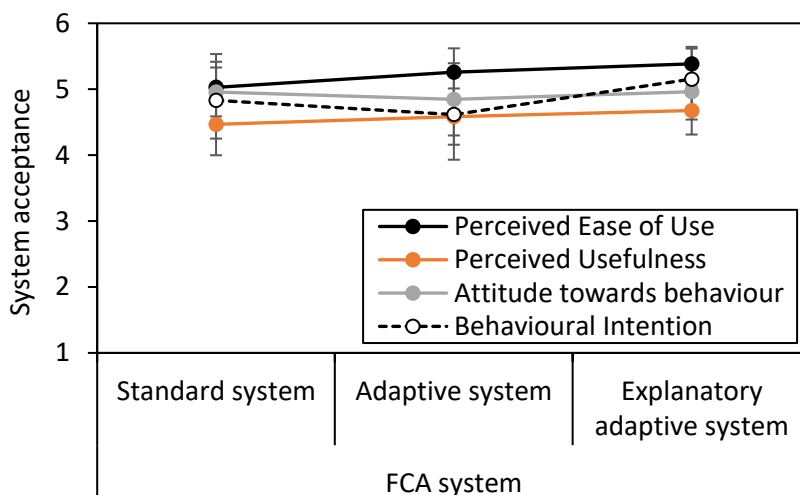 6
5
4
3
2
1
System acceptance
Perceived Ease of Use
Perceived Usefulness
Attitude towards behaviour
Behavioural Intention
Standard system
Adaptive system
Explanatory
adaptive system
FCA system